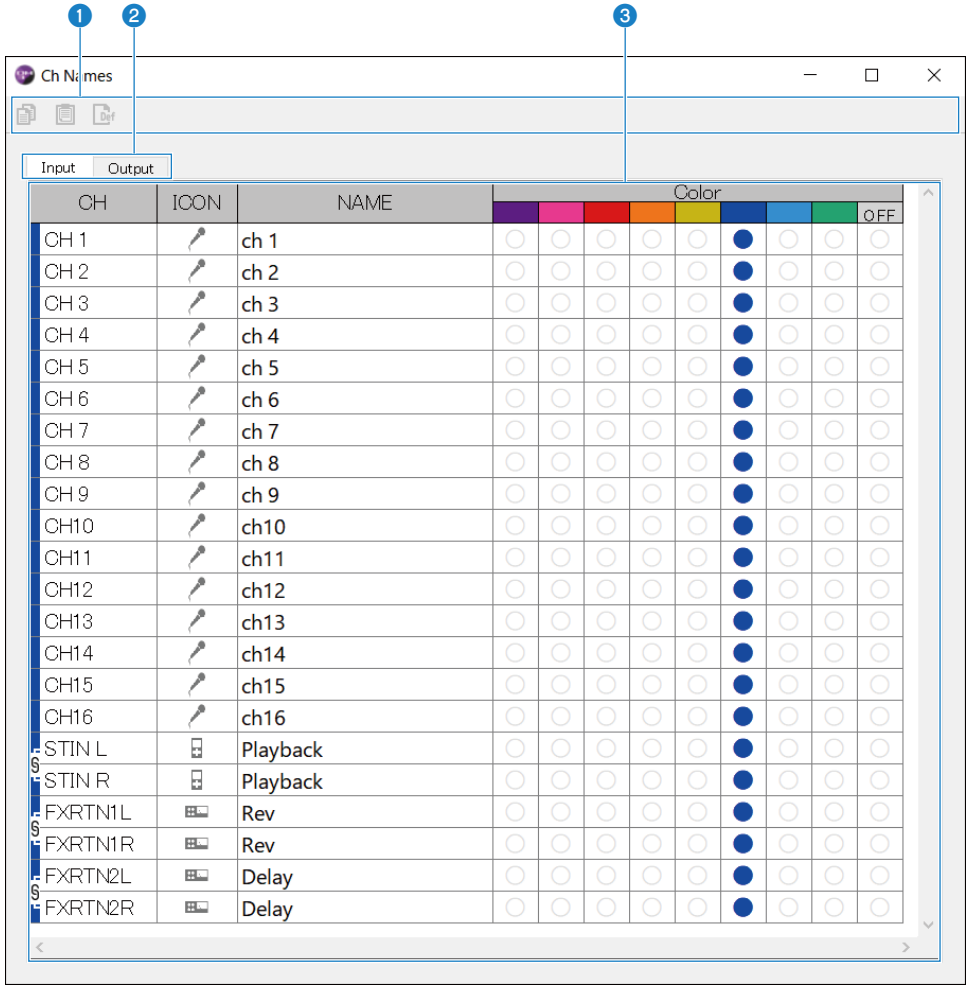 1 2 3
Ch Names
Def
Input Output
CH ICON NAME Color
OFF
CH 1 ch 1
CH 2 ch 2
CH 3 ch 3
CH 4 ch 4
CH 5 ch 5
CH 6 ch 6
CH 7 ch 7
CH 8 ch 8
CH 9 ch 9
CH10 ch10
CH11 ch11
CH12 ch12
CH13 ch13
CH14 ch14
CH15 ch15
CH16 ch16
STIN L Playback
STIN R Playback
FXRTN1L Rev
FXRTN1R Rev
FXRTN2L Delay
FXRTN2R Delay